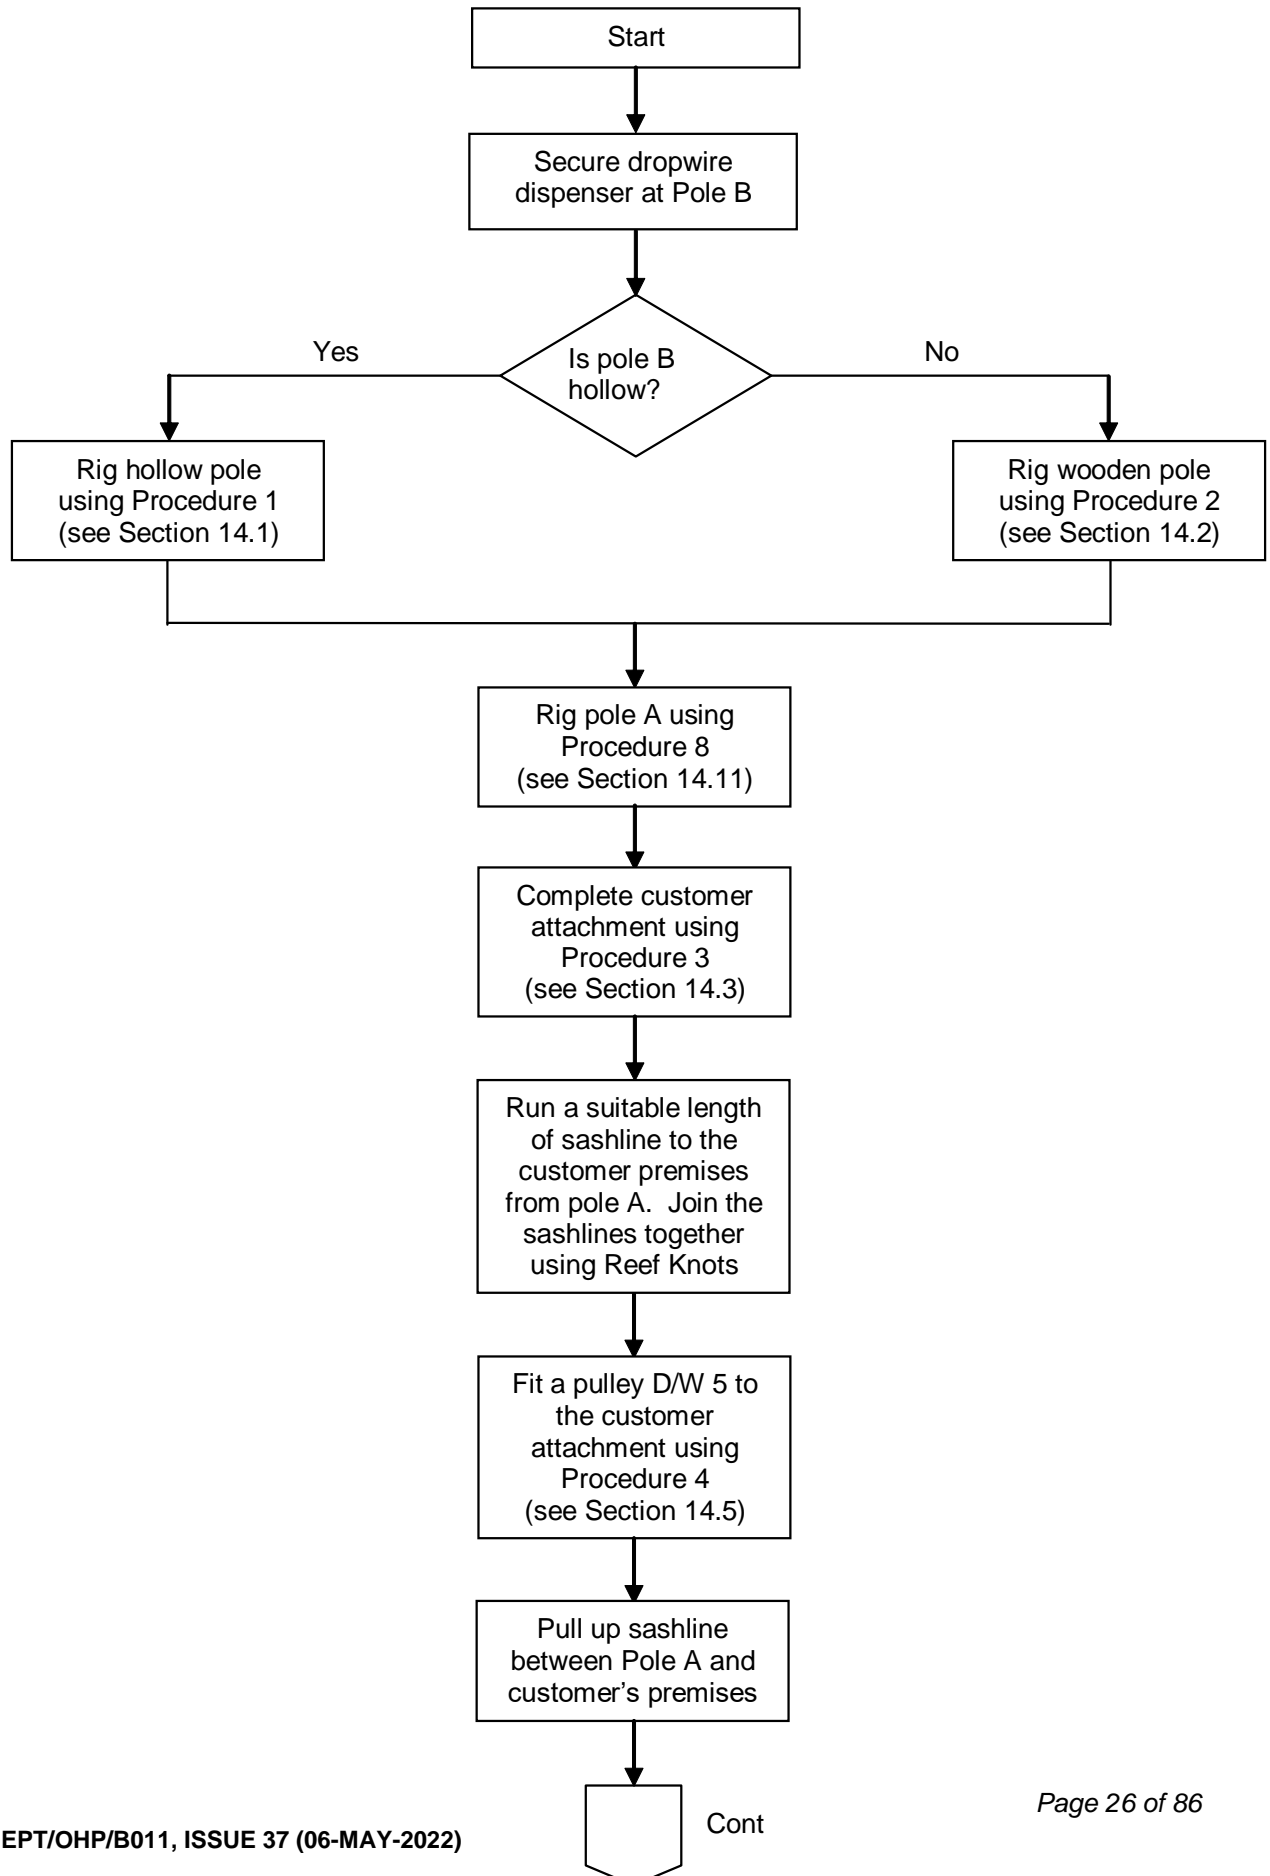 Start
Secure dropwire
dispenser at Pole B
Is pole B
hollow?
Yes
No
Rig hollow pole
using Procedure 1
(see Section 14.1)
Rig wooden pole
using Procedure 2
(see Section 14.2)
Rig pole A using
Procedure 8
(see Section 14.11)
Complete customer
attachment using
Procedure 3
(see Section 14.3)
Run a suitable length
of sashline to the
customer premises
from pole A.  Join the
sashlines together
using Reef Knots
Fit a pulley D/W 5 to
the customer
attachment using
Procedure 4
(see Section 14.5)
Pull up sashline
between Pole A and
customer’s premises
Cont
Page 26 of 86
EPT/OHP/B011, ISSUE 37 (06-MAY-2022)